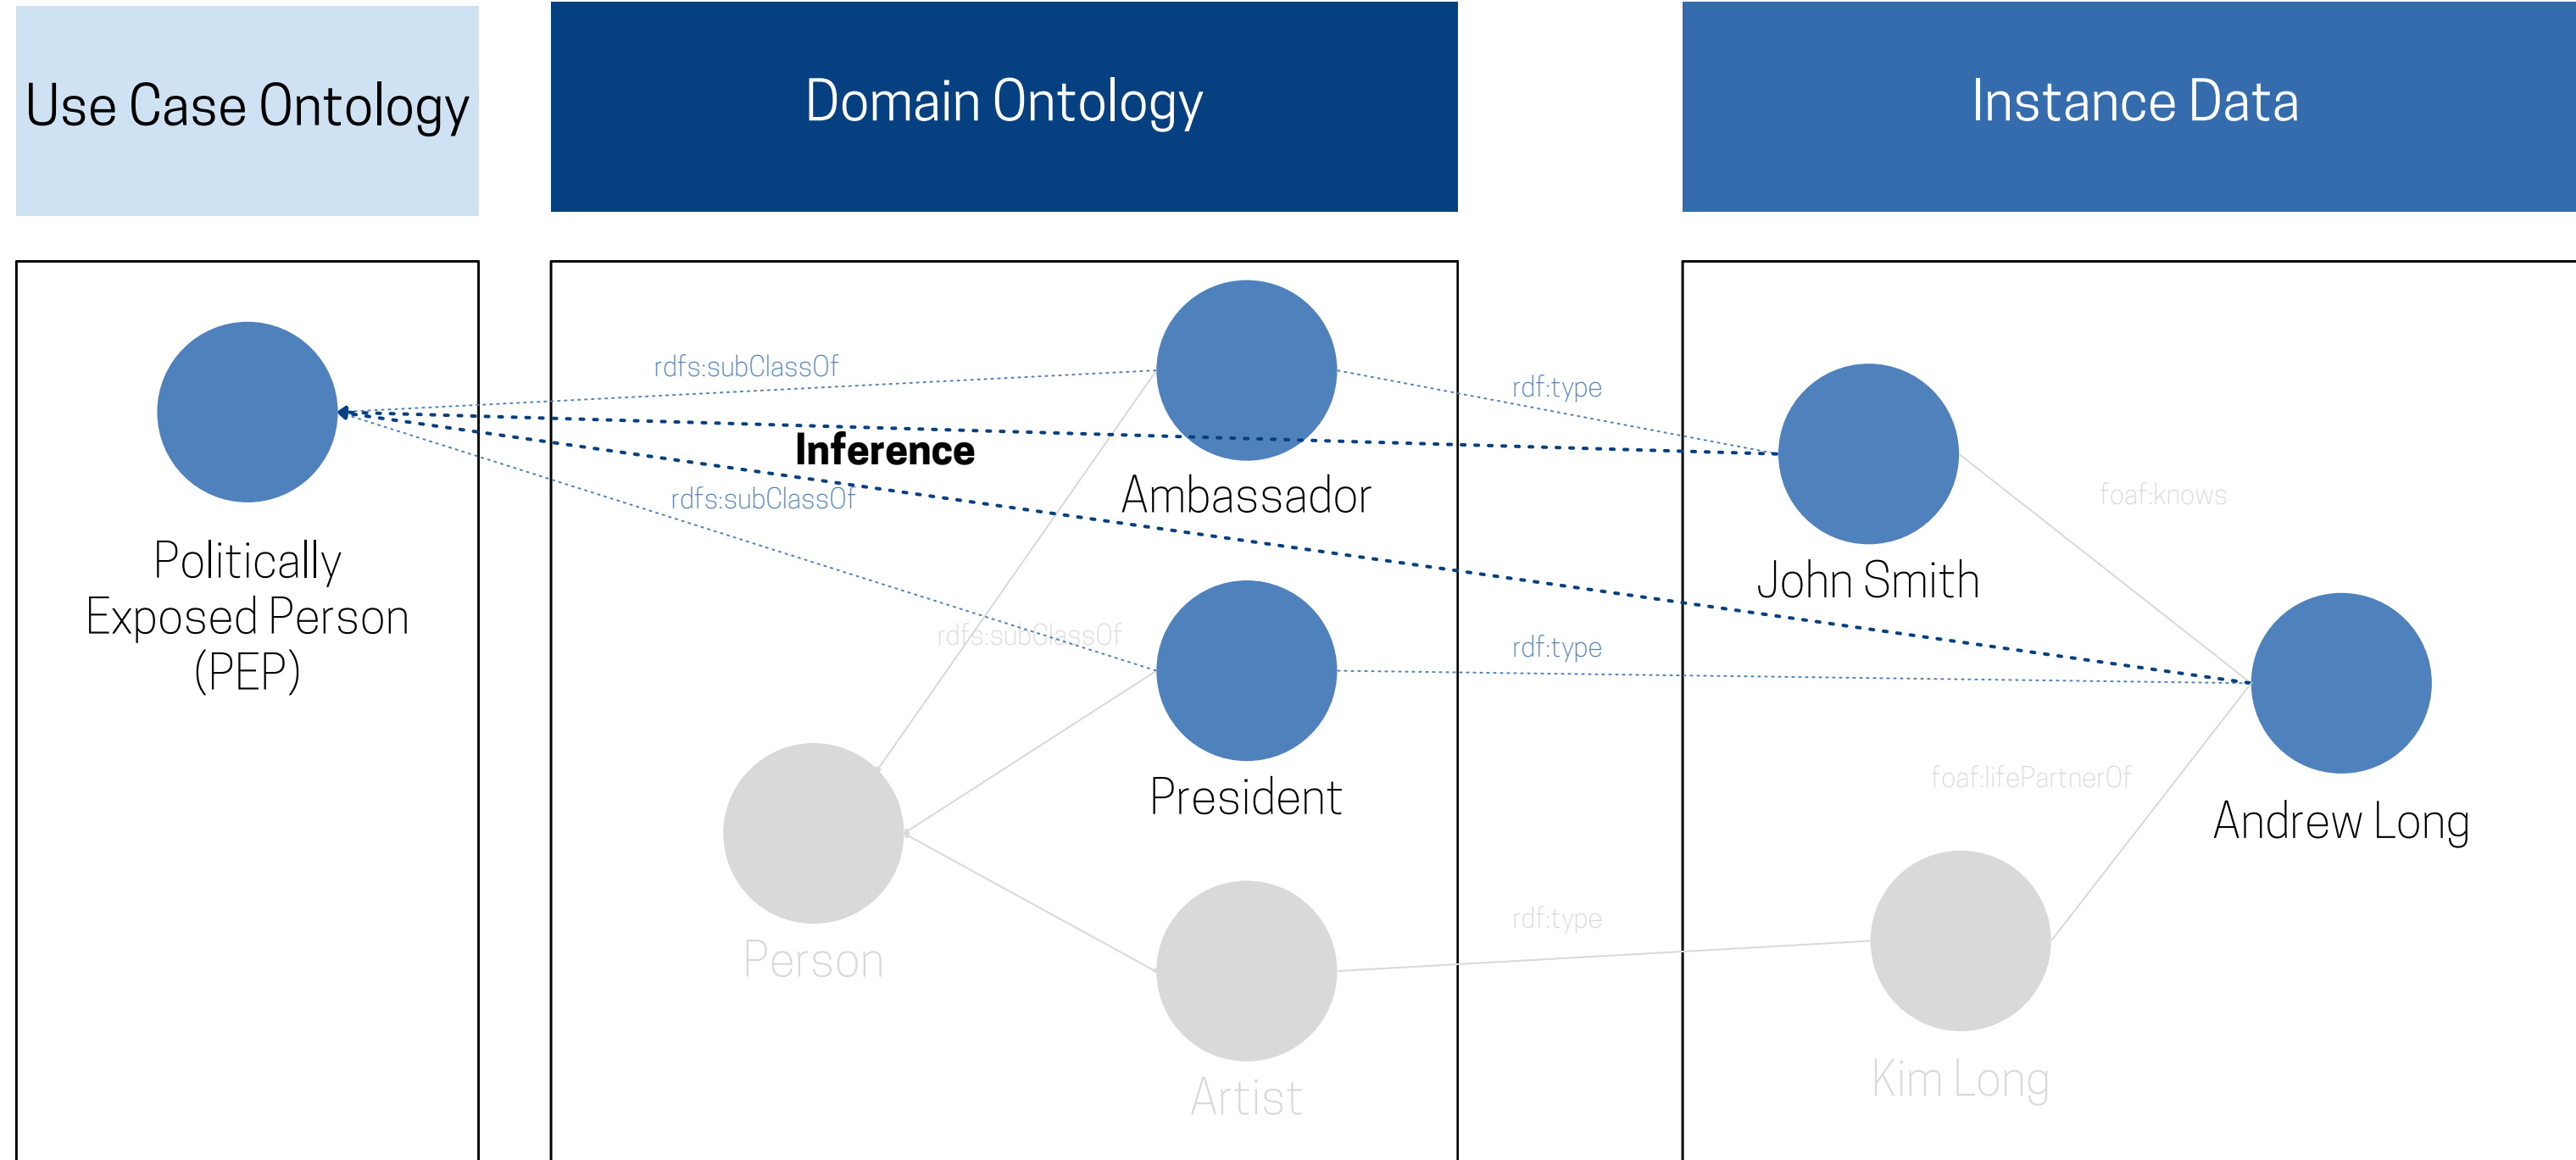 Use Case Ontology
Domain Ontology
Instance Data
rdfs:subClassOf
rdf:type
Inference
rdfs:subClassOf
Ambassador
foaf:knows
Politically
Exposed Person
(PEP)
John Smith
rdfs:subClassOf
rdf:type
President
foaf:lifePartnerOf
Andrew Long
Person
rdf:type
Artist
Kim Long